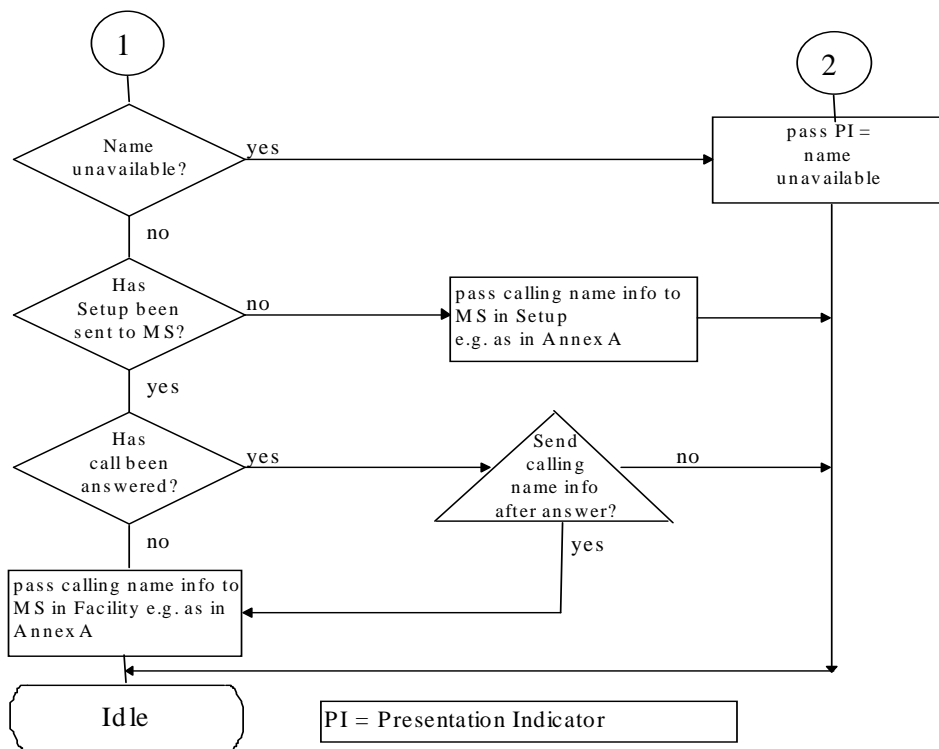 1
2
Name
unavailable?
yes
pass PI =
name
unavailable
no
Has
Setup been
sent to MS?
no
pass calling name info to
MS in Setup
e.g. as in Annex A
yes
Has
call been
answered?
yes
Send
calling
name info
after answer?
no
no
yes
pass calling name info to
MS in Facility e.g. as in
Annex A
Idle
PI = Presentation Indicator